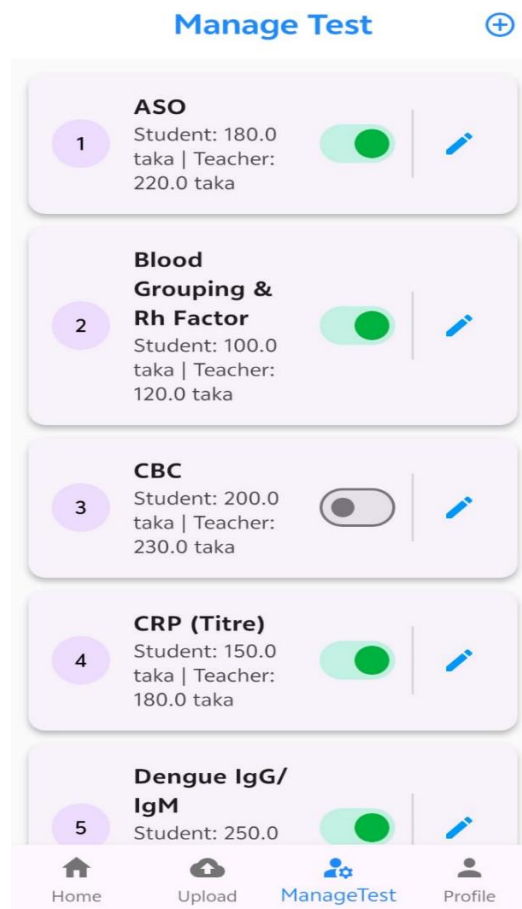 Manage Test
1
ASO
Student: 180.0
taka | Teacher:
220.0 taka
2
Blood
Grouping &
Rh Factor
Student: 100.0
taka | Teacher:
120.0 taka
3
CBC
Student: 200.0
taka | Teacher:
230.0 taka
4
CRP (Titre)
Student: 150.0
taka | Teacher:
180.0 taka
5
Dengue IgG/
IgM
Student: 250.0
Home
Upload
ManageTest
Profile